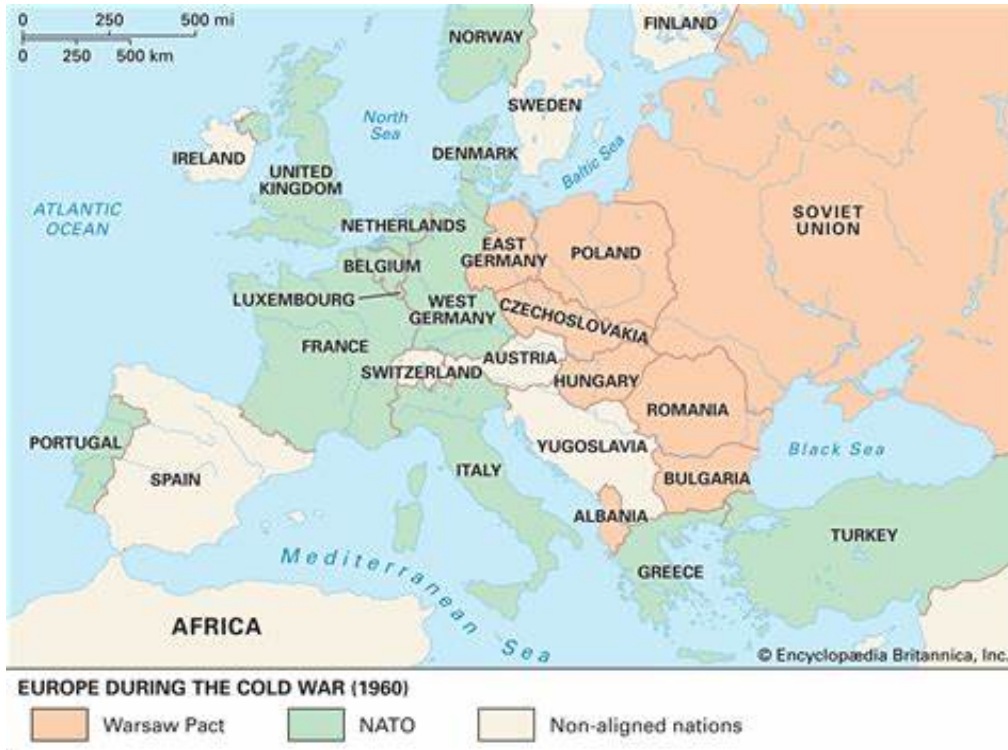 0 250 500 mi
0 250 500 km
NORWAY
FINLAND
SWEDEN
North
Sea
IRELAND
DENMARK
Baltic Sea
UNITED
KINGDOM
ATLANTIC
OCEAN
SOVIET
UNION
NETHERLANDS
EAST
GERMANY
POLAND
BELGIUM
LUXEMBOURG
WEST
GERMANY
CZECHOSLOVAKIA
FRANCE
AUSTRIA
SWITZERLAND
HUNGARY
ROMANIA
PORTUGAL
YUGOSLAVIA
Black Sea
SPAIN
ITALY
BULGARIA
ALBANIA
TURKEY
Mediterranean Sea
GREECE
AFRICA
© Encyclopædia Britannica, Inc.
EUROPE DURING THE COLD WAR (1960)
Warsaw Pact
NATO
Non-aligned nations